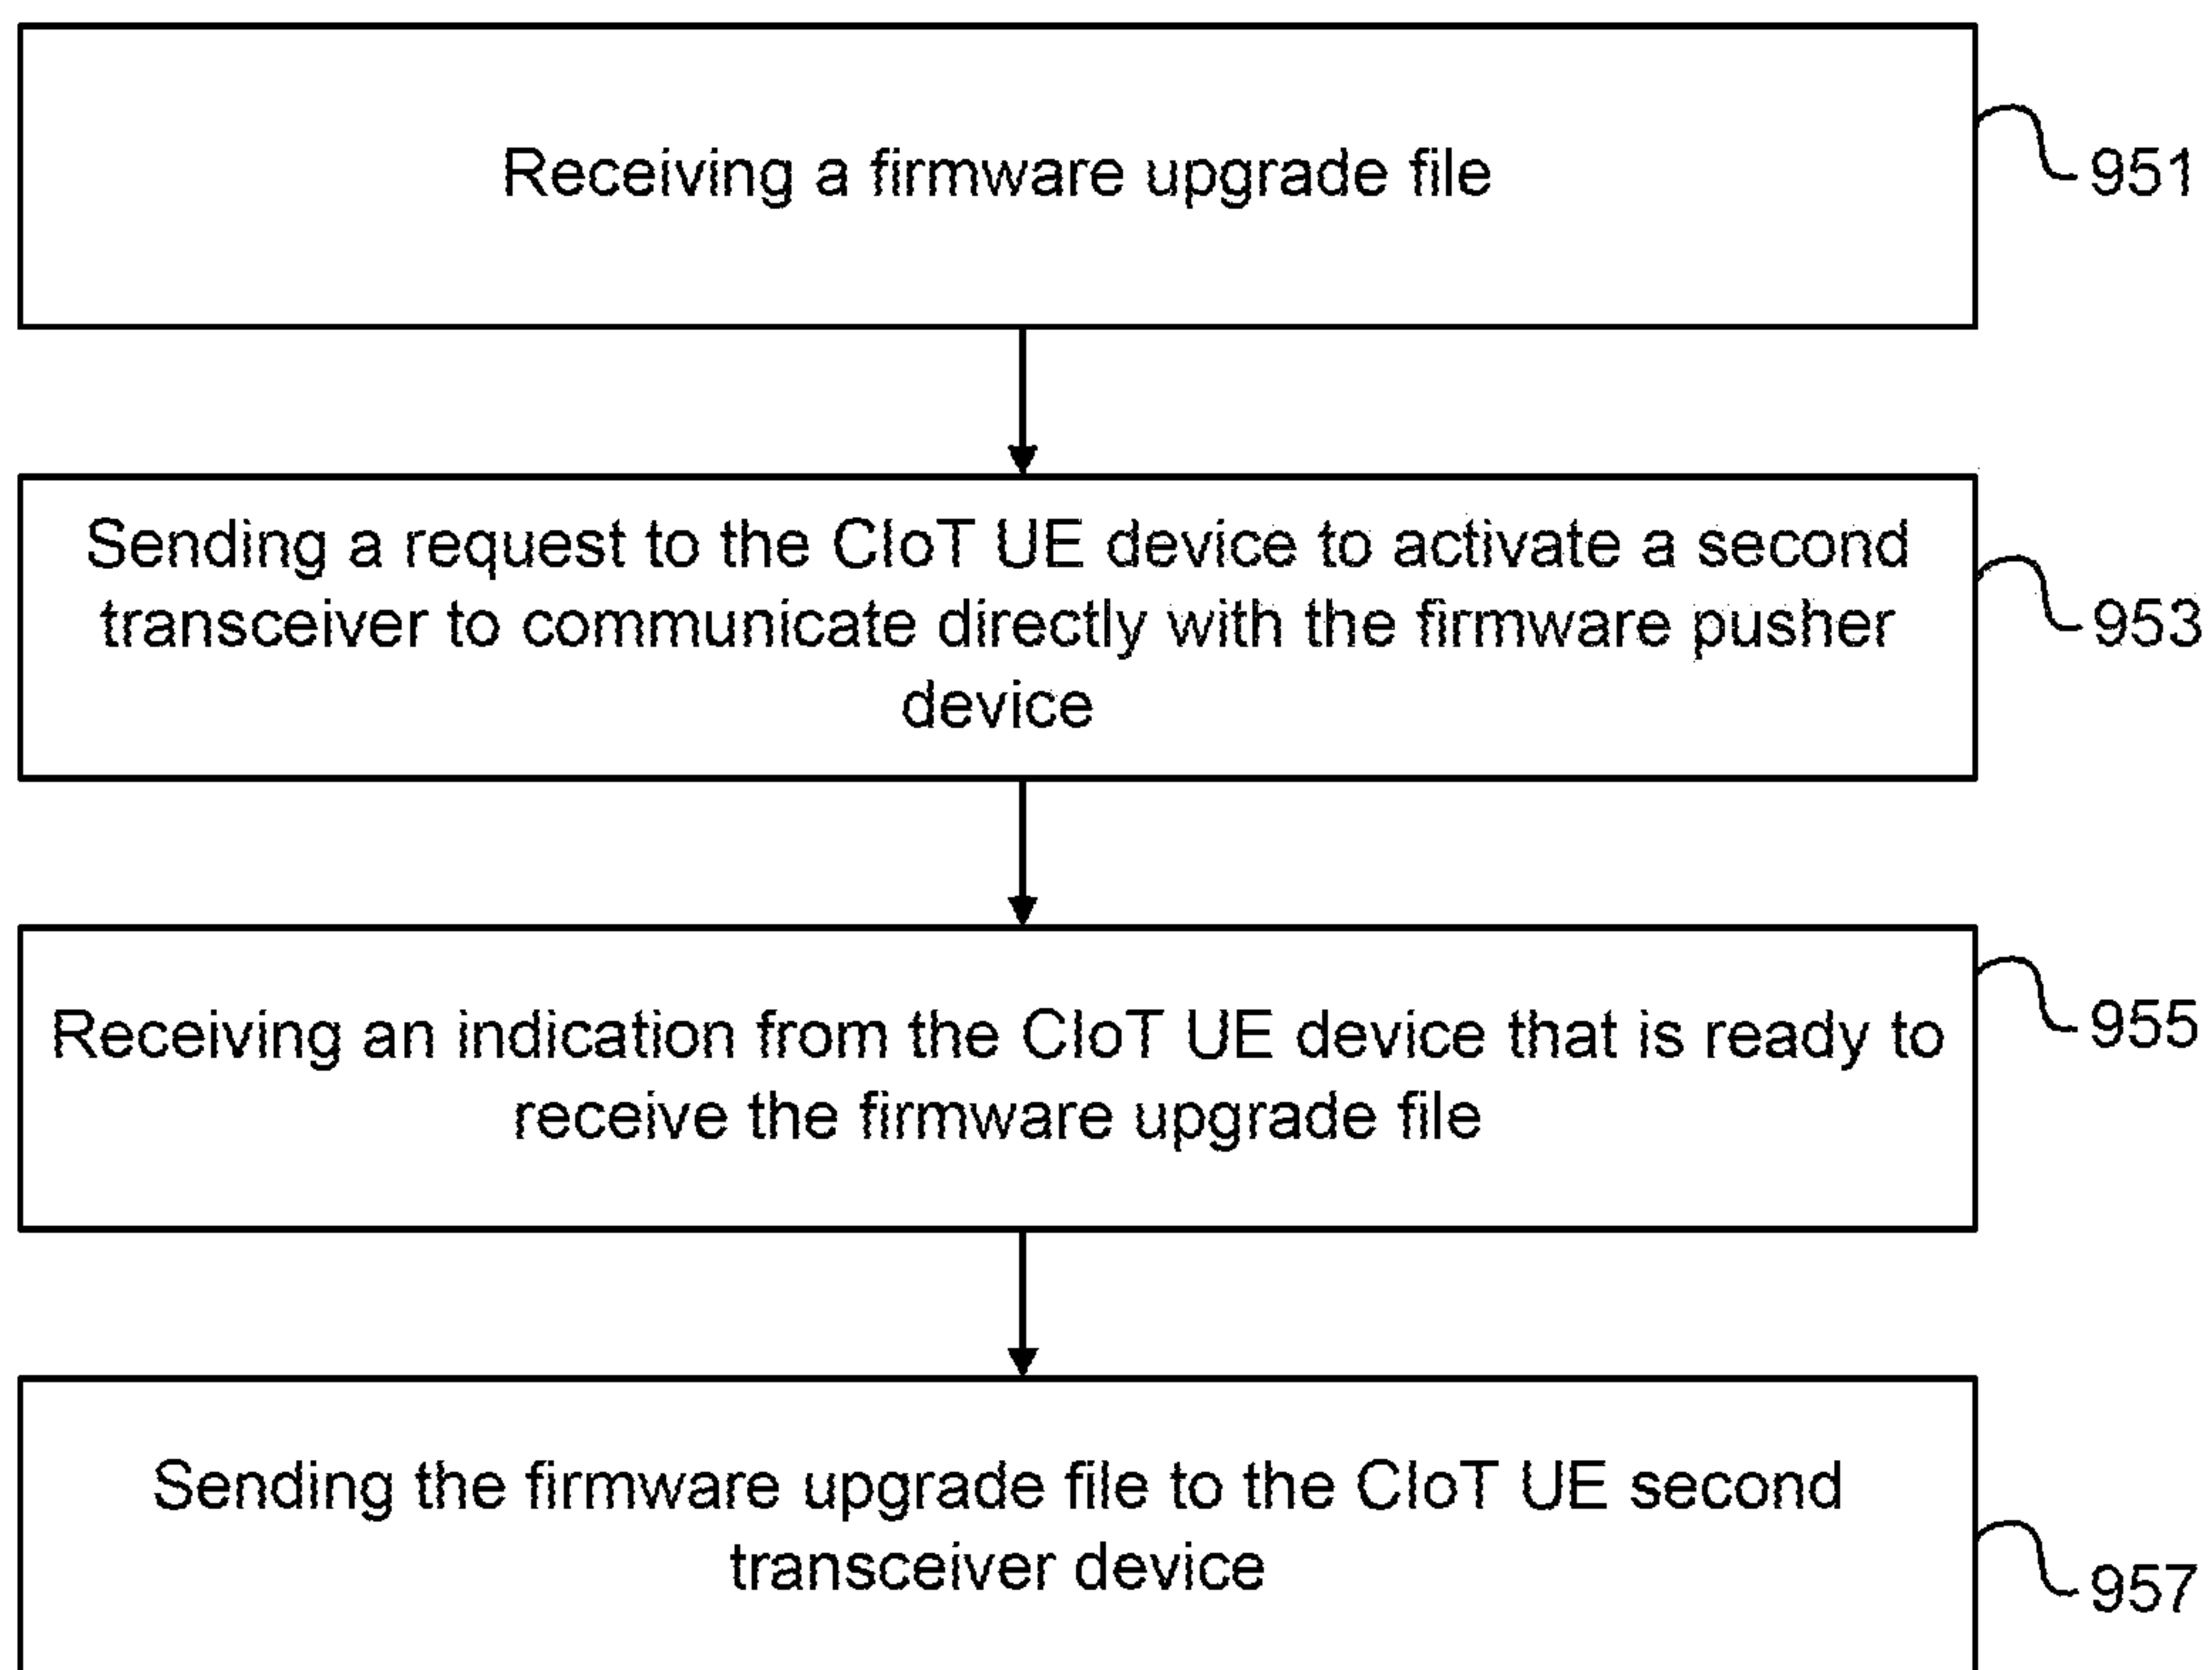 Receiving a firmware upgrade file
951
Sending a request to the CIoT UE device to activate a second
transceiver to communicate directly with the firmware pusher
device
953
Receiving an indication from the CIoT UE device that is ready to
receive the firmware upgrade file
955
Sending the firmware upgrade file to the CIoT UE second
transceiver device
957